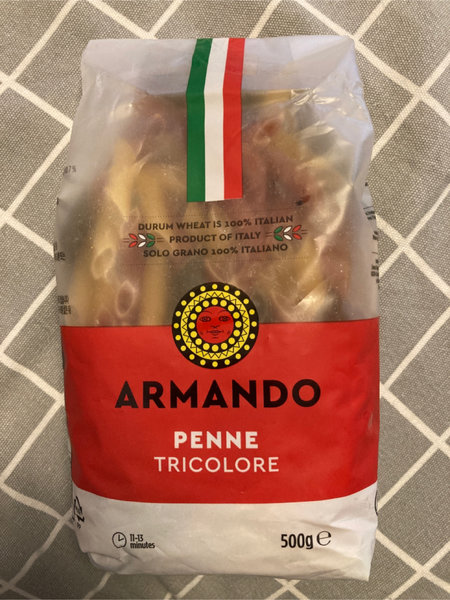 DURUM WHEAT IS 100% ITALIAN
PRODUCT OF ITALY
SOLO GRANO 100% ITALIANO
ARMANDO
PENNE
TRICOLORE
11-13
minutes
500g e